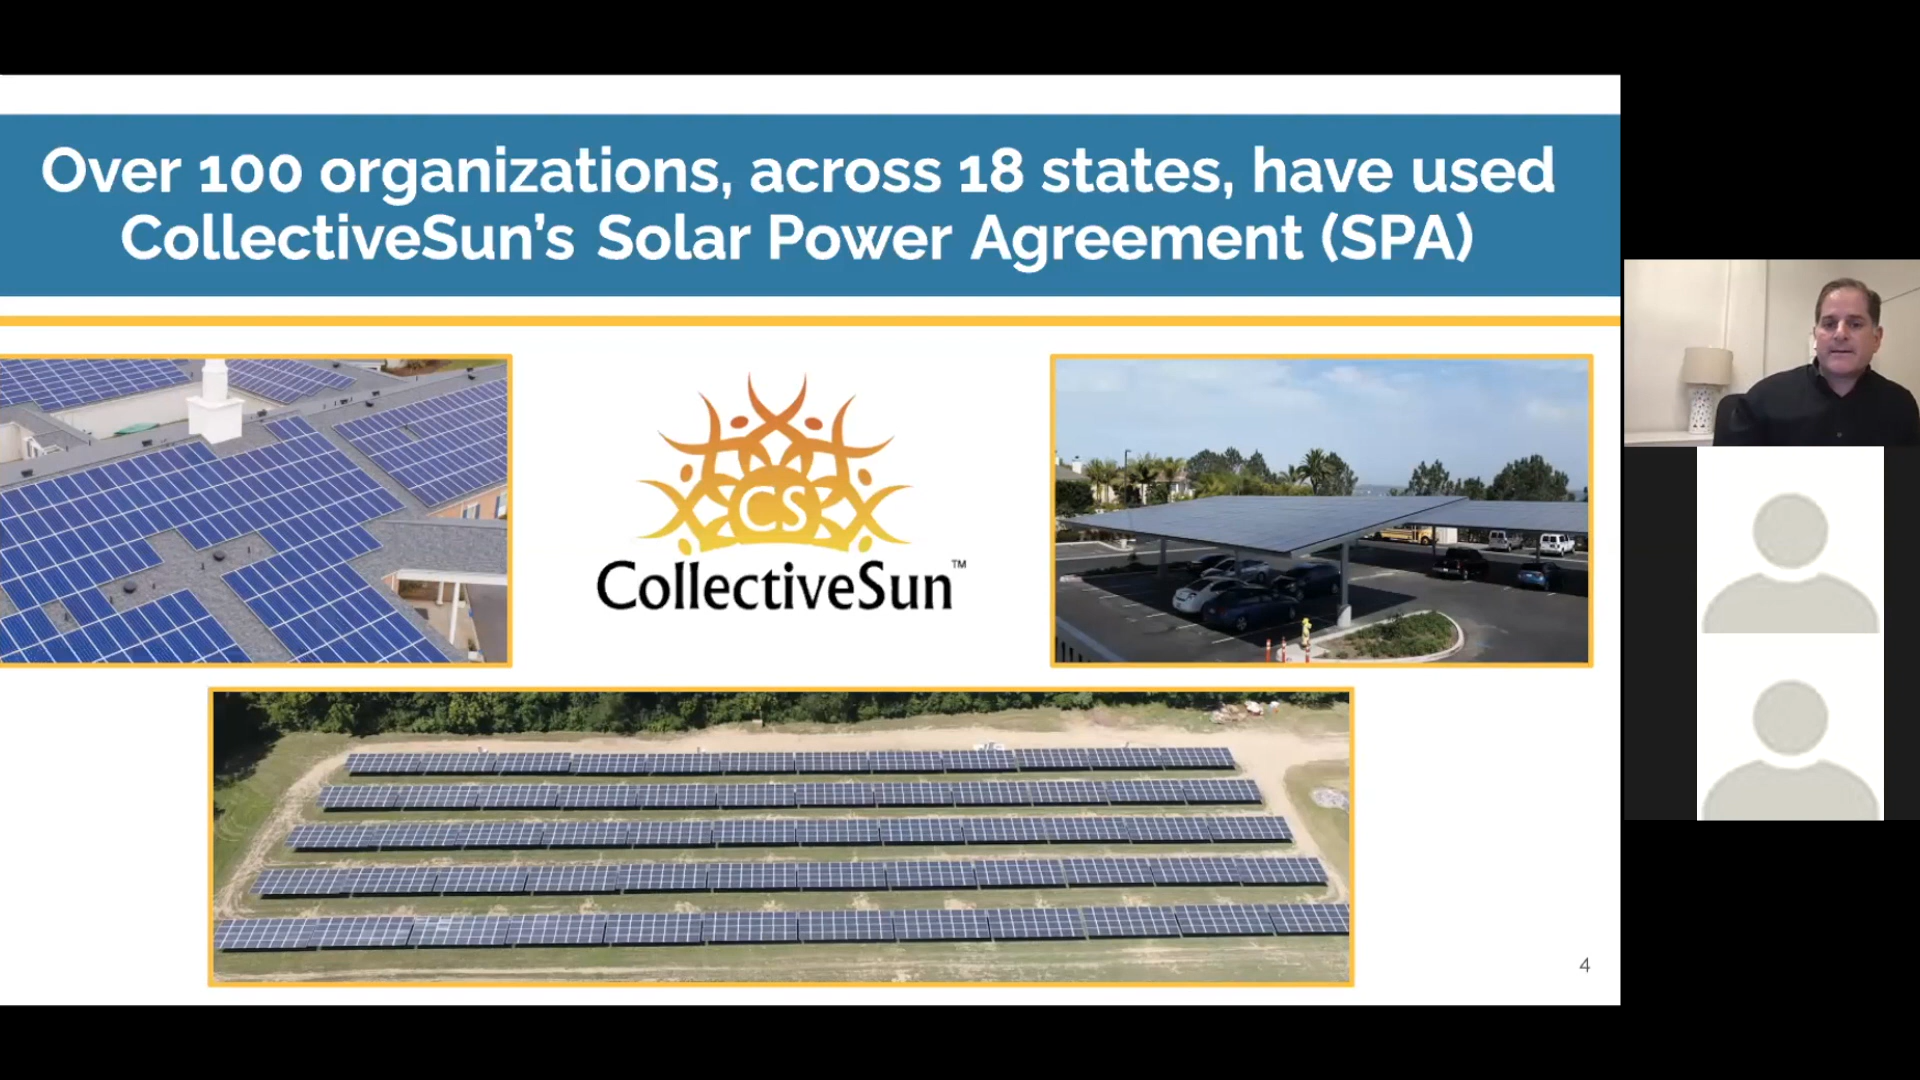 Over 100 organizations, across 18 states, have used
CollectiveSun’s Solar Power Agreement (SPA)
CS
CollectiveSun™
4